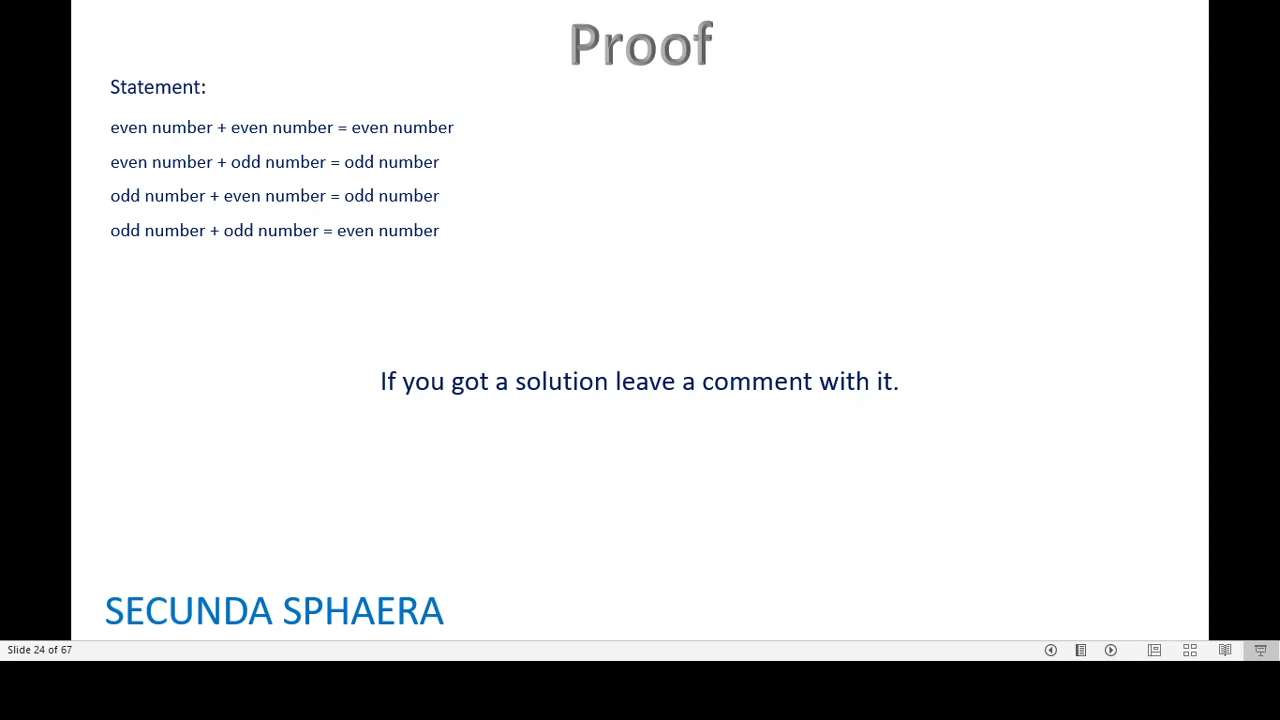 Proof
Statement:
even number + even number = even number
even number + odd number = odd number
odd number + even number = odd number
odd number + odd number = even number
If you got a solution leave a comment with it.
SECUNDA SPHAERA
Slide 24 of 67